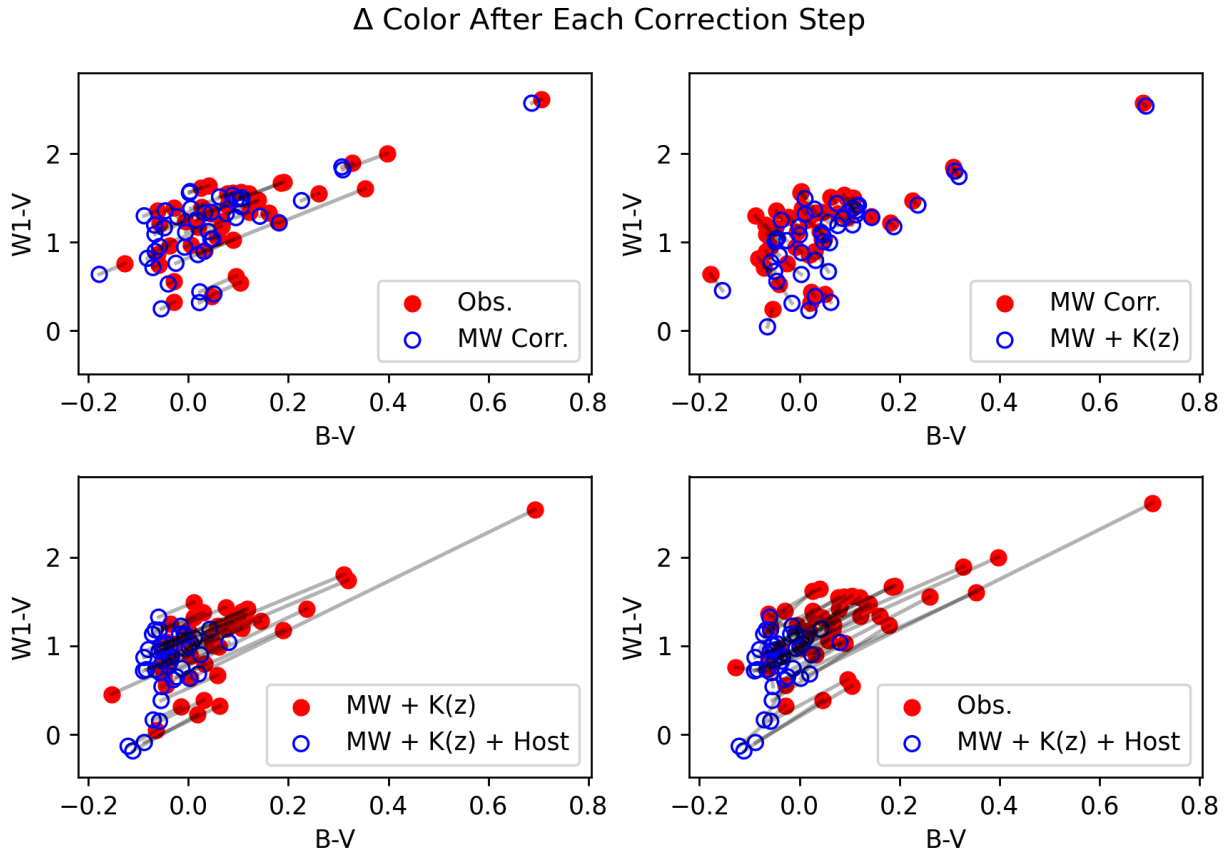 Δ Color After Each Correction Step
W1-V
2
1
0
Obs.
MW Corr.
−0.2 0.0 0.2 0.4 0.6 0.8
B-V
W1-V
2
1
0
MW Corr.
MW + K(z)
−0.2 0.0 0.2 0.4 0.6 0.8
B-V
W1-V
2
1
0
MW + K(z)
MW + K(z) + Host
−0.2 0.0 0.2 0.4 0.6 0.8
B-V
W1-V
2
1
0
Obs.
MW + K(z) + Host
−0.2 0.0 0.2 0.4 0.6 0.8
B-V